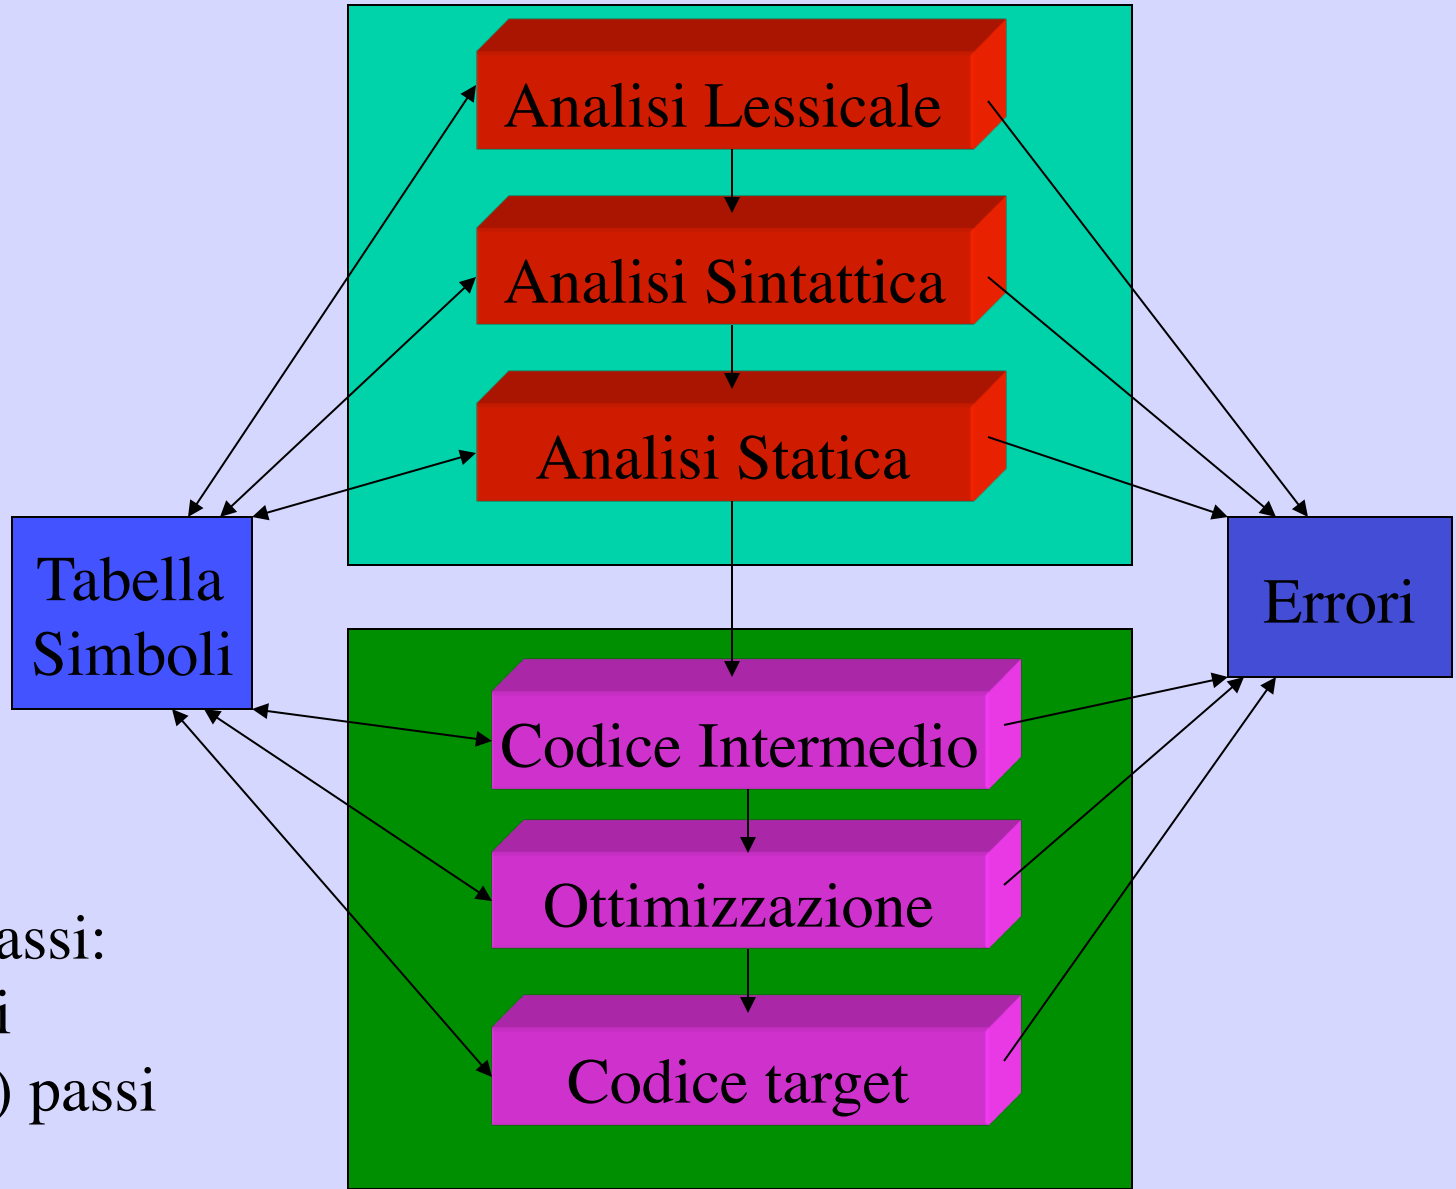 Analisi Lessicale
Analisi Sintattica
Analisi Statica
Tabella
Simboli
Errori
Codice Intermedio
Ottimizzazione
Codice target
assi:
i
) passi